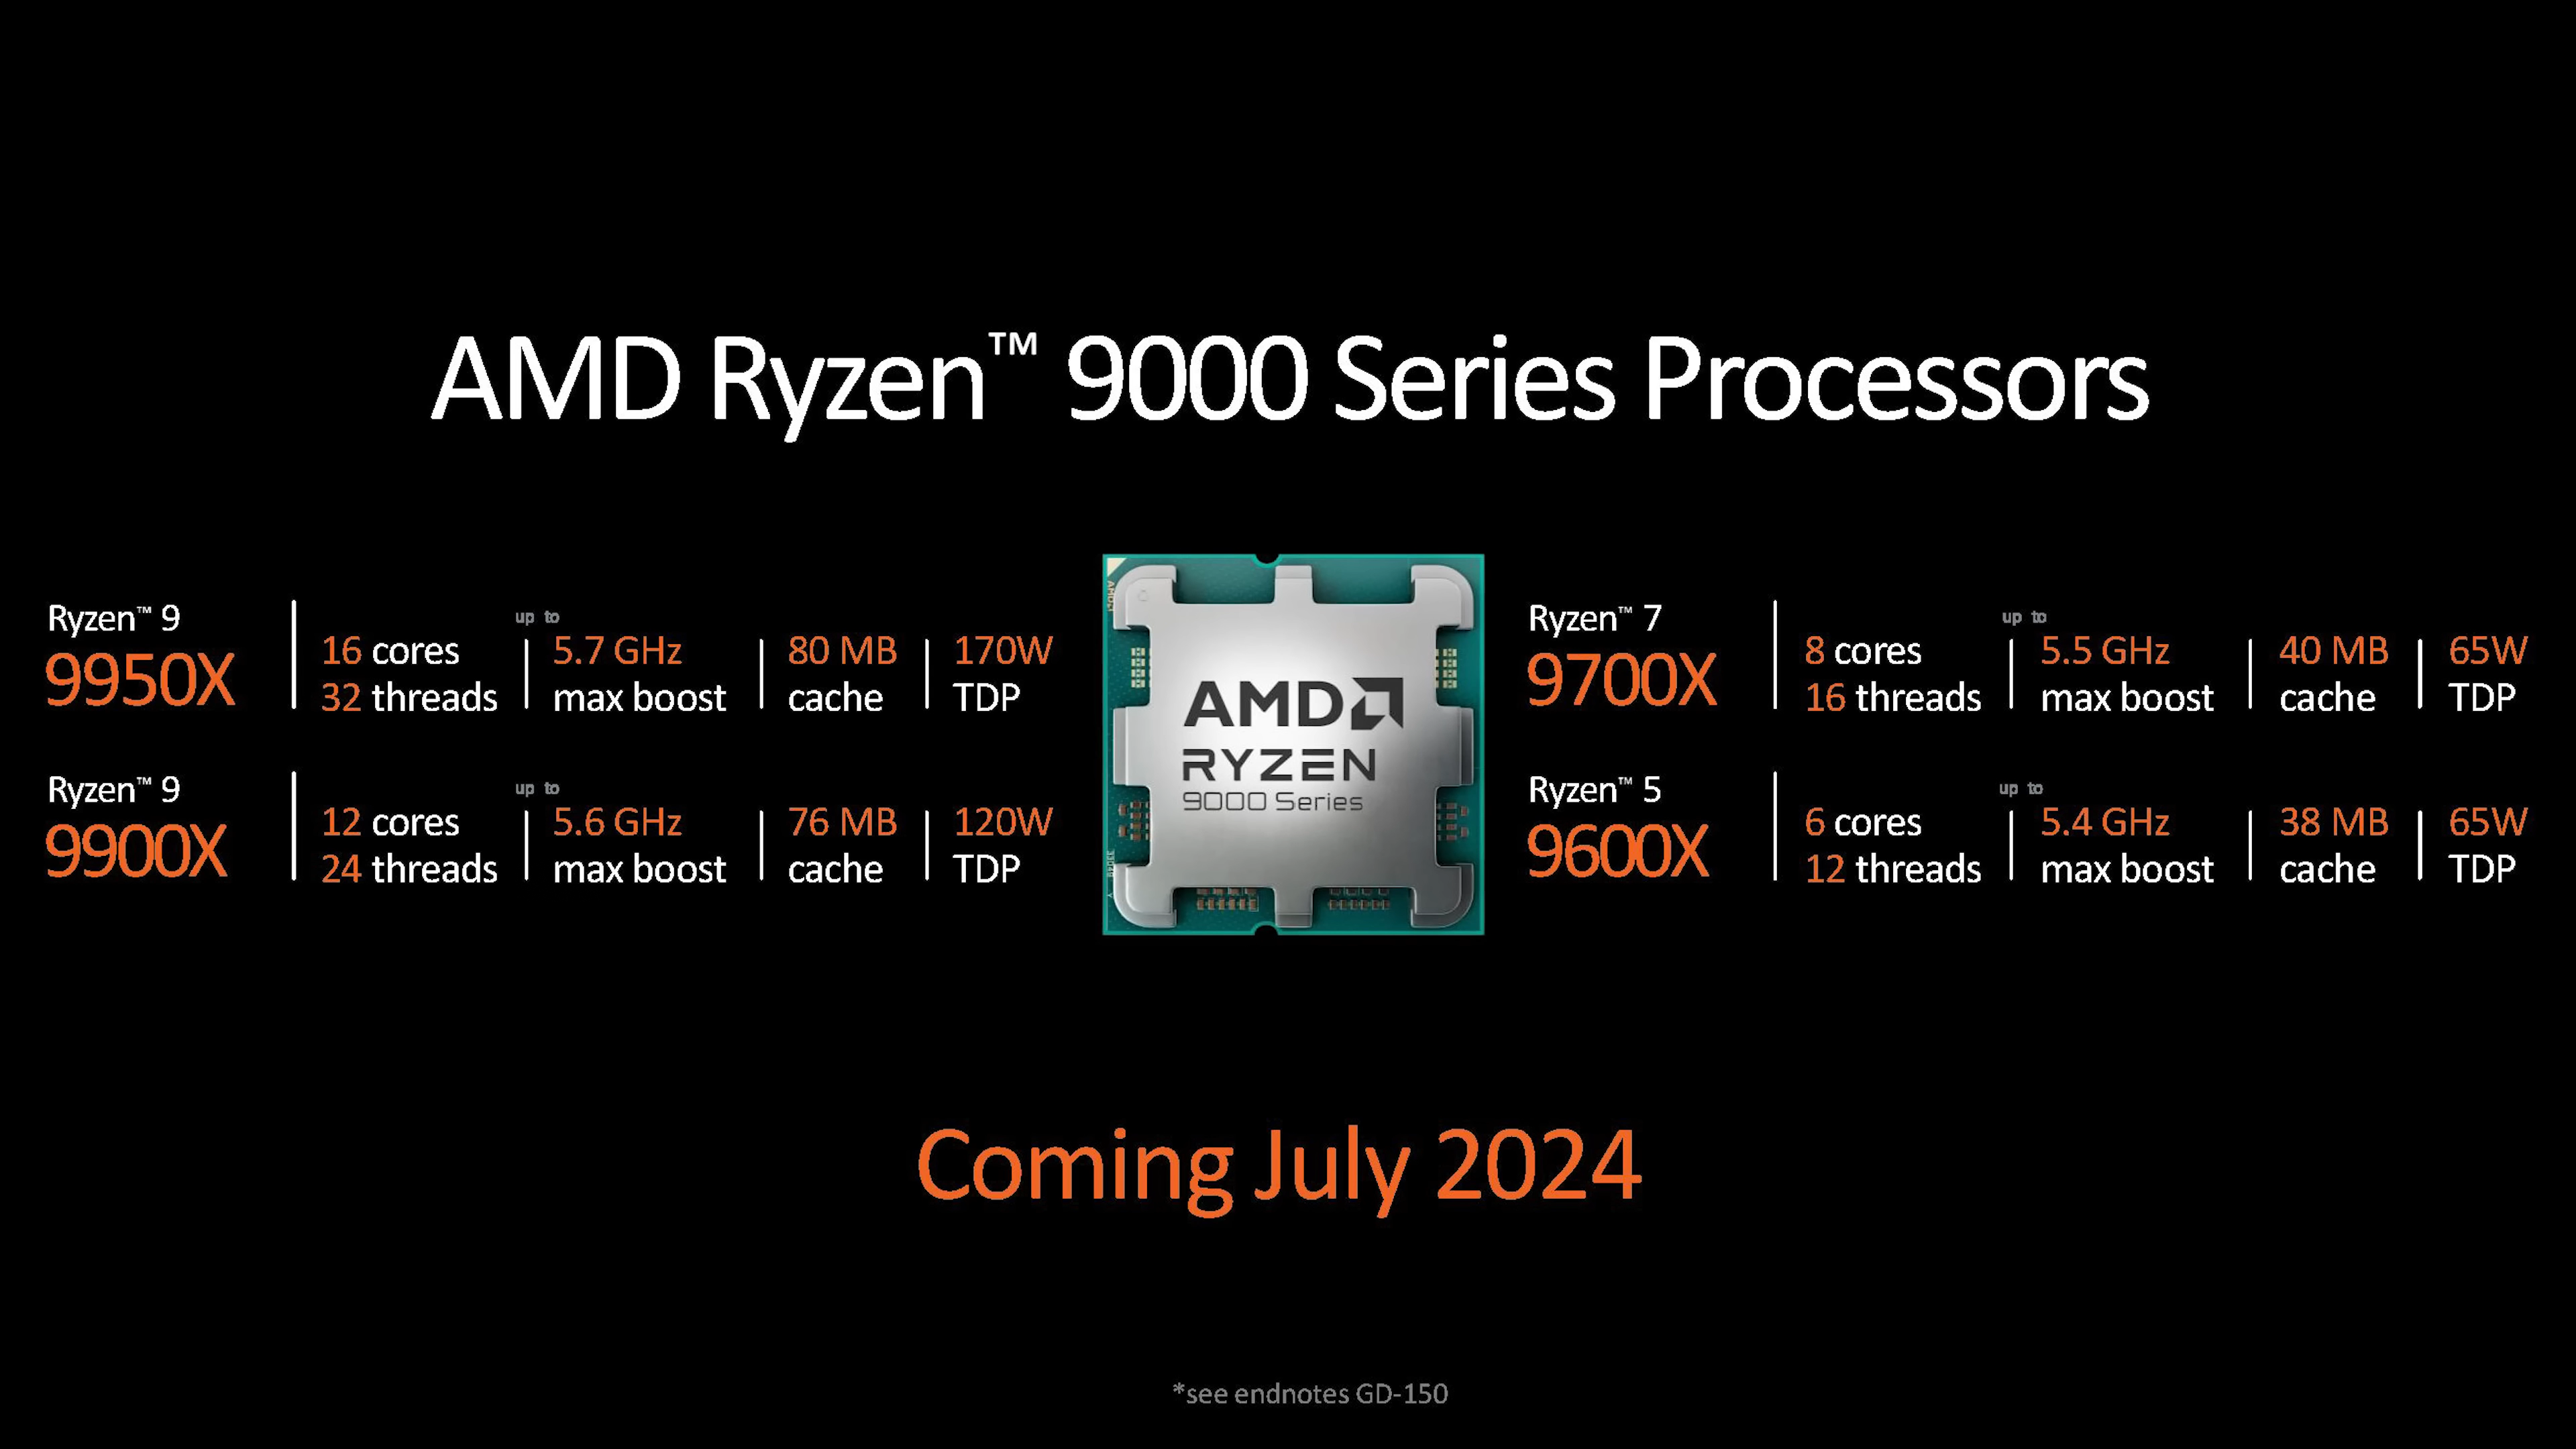 AMD Ryzen™ 9000 Series Processors
Ryzen™ 9
9950X
16 cores
32 threads
up to
5.7 GHz
max boost
80 MB
cache
170W
TDP
Ryzen™ 9
9900X
12 cores
24 threads
up to
5.6 GHz
max boost
76 MB
cache
120W
TDP
AMD
RYZEN
9000 Series
Ryzen™ 7
9700X
8 cores
16 threads
up to
5.5 GHz
max boost
40 MB
cache
65W
TDP
Ryzen™ 5
9600X
6 cores
12 threads
up to
5.4 GHz
max boost
38 MB
cache
65W
TDP
Coming July 2024
*see endnotes GD-150